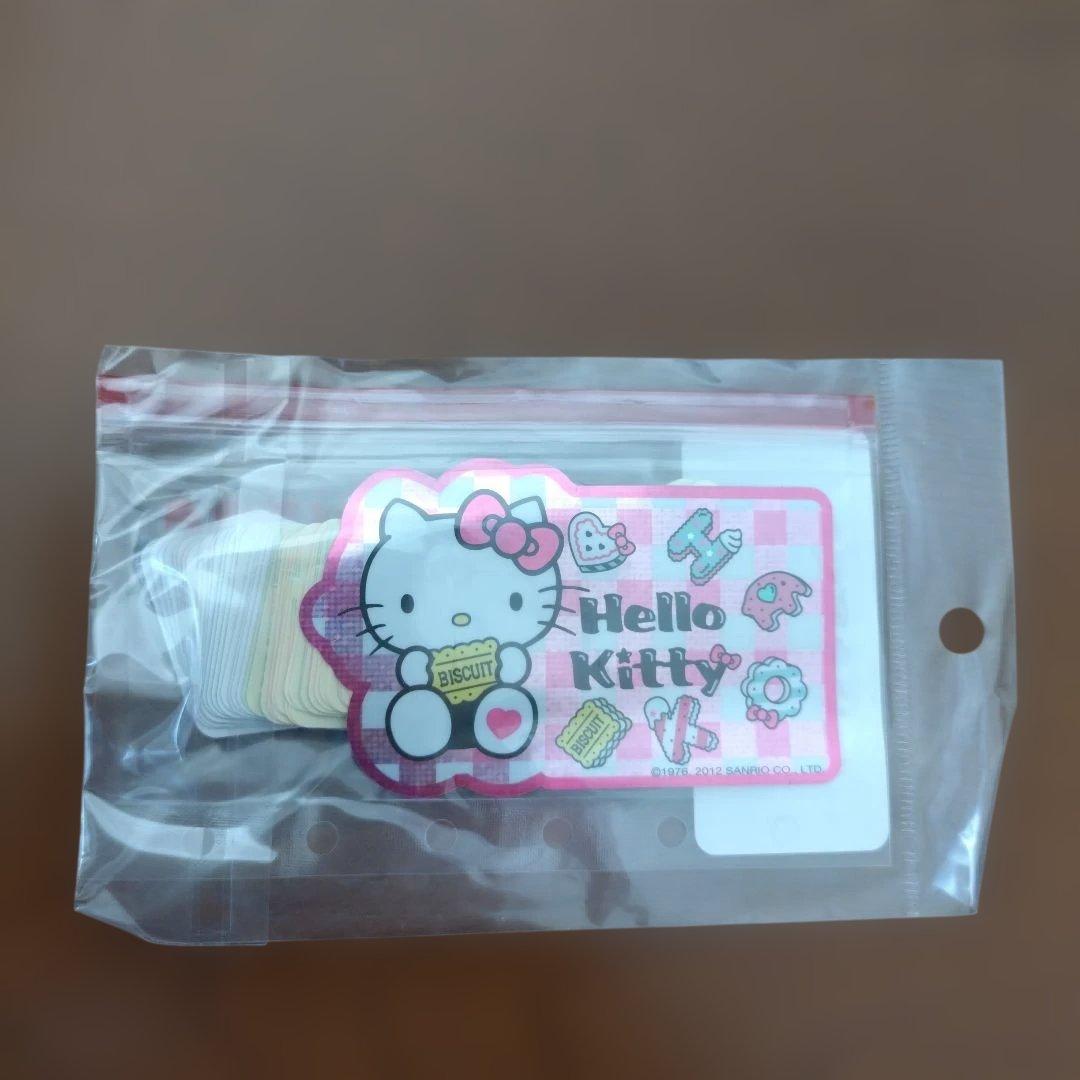 Hello
Kitty
BISCUIT
BISCUIT
©1976, 2012 SANRIO CO., LTD.